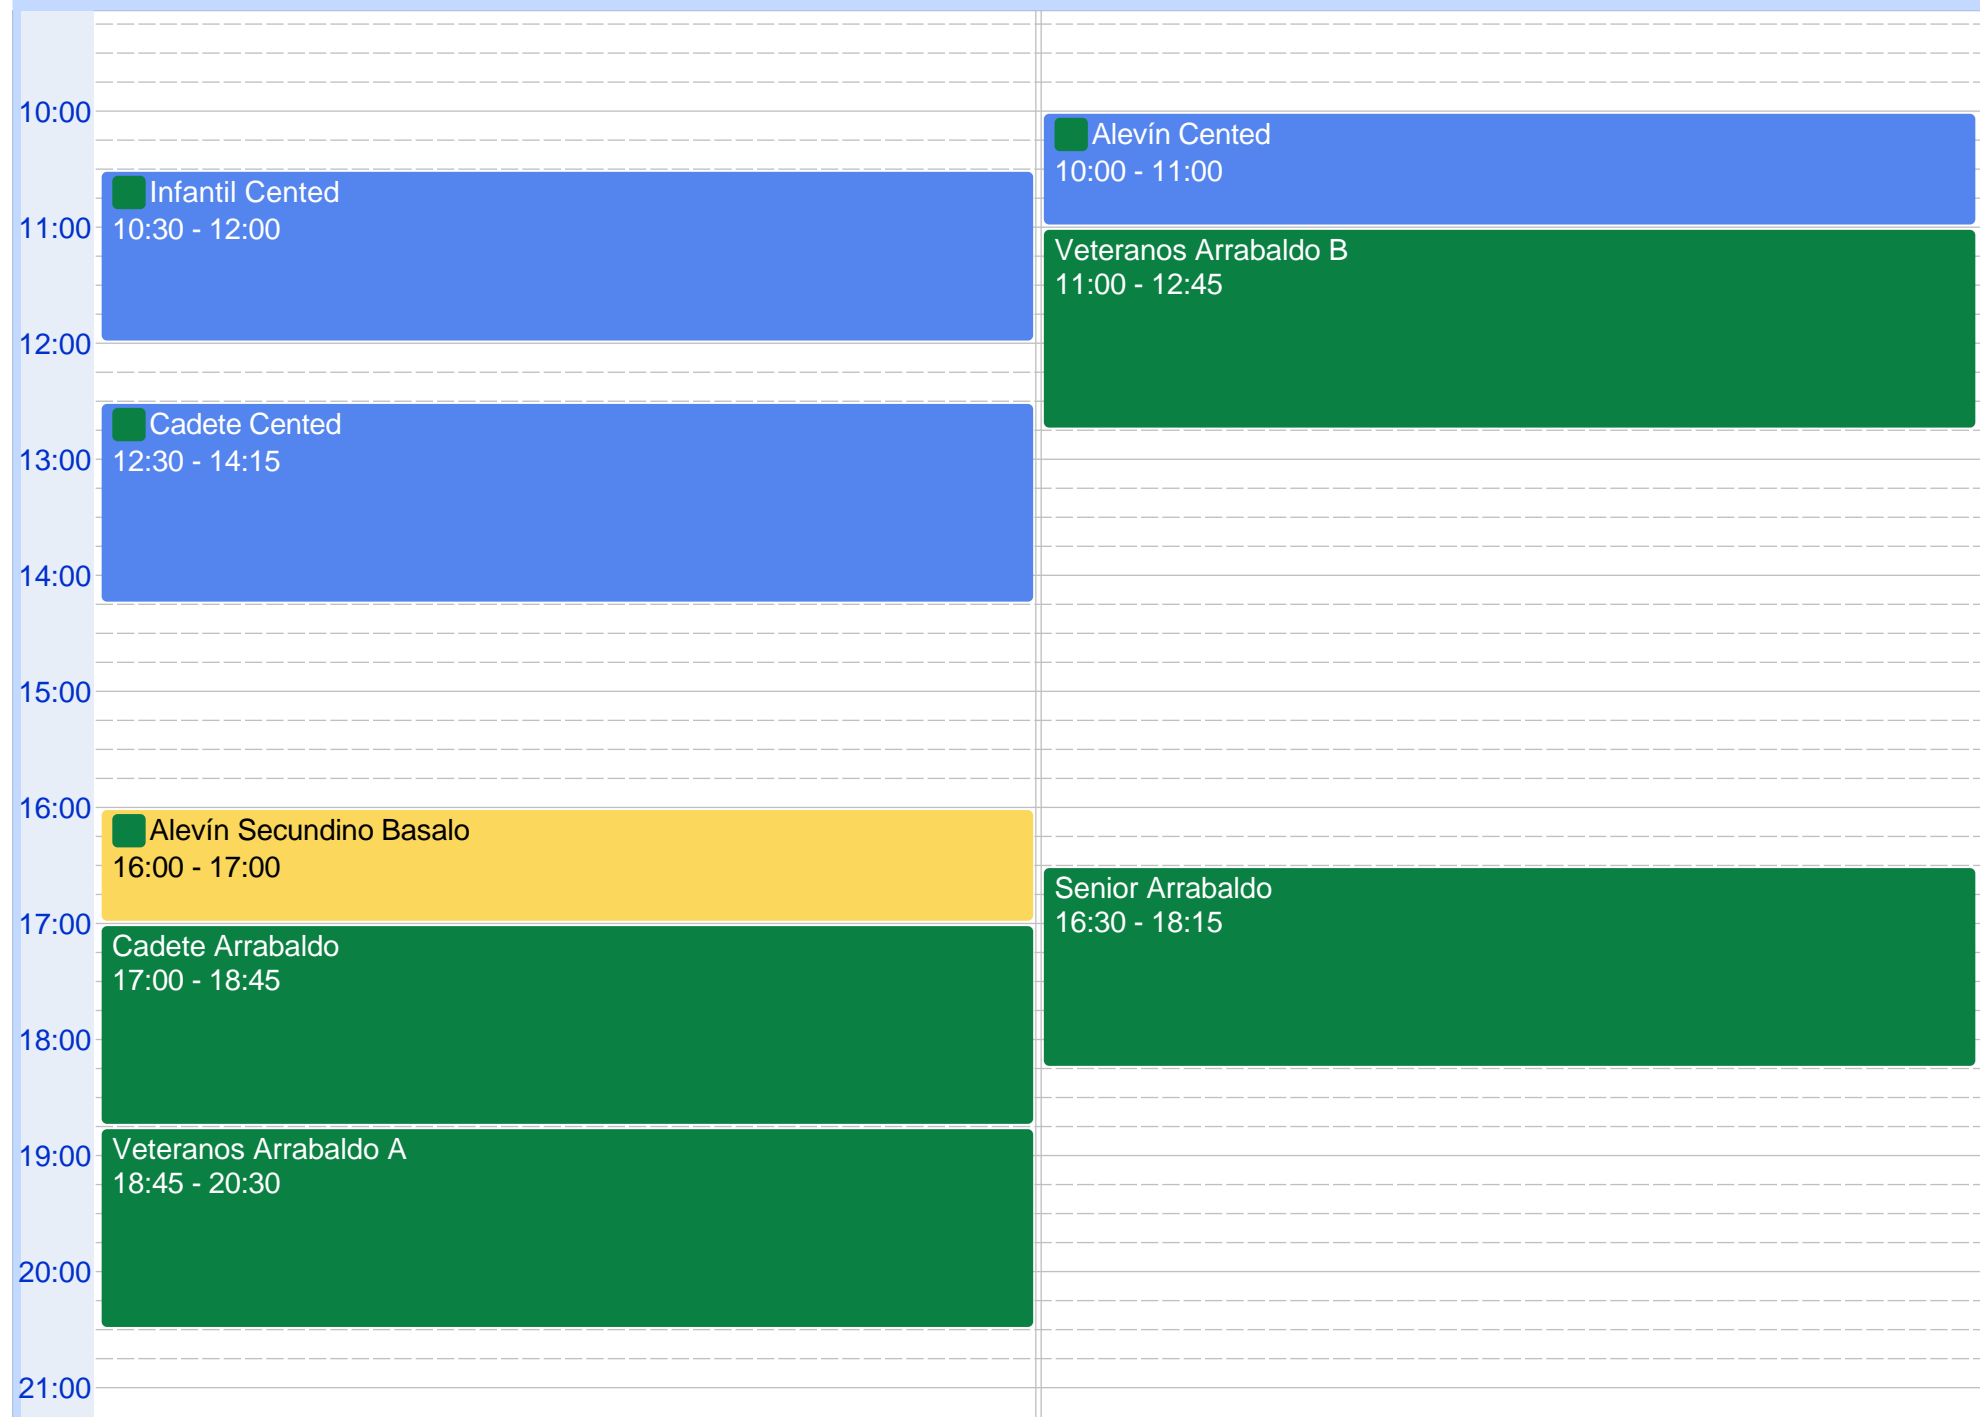 10:00
11:00
12:00
13:00
14:00
15:00
16:00
17:00
18:00
19:00
20:00
21:00
Infantil Cented
10:30 - 12:00
Cadete Cented
12:30 - 14:15
Alevín Secundino Basalo
16:00 - 17:00
Cadete Arrabaldo
17:00 - 18:45
Veteranos Arrabaldo A
18:45 - 20:30
Alevín Cented
10:00 - 11:00
Veteranos Arrabaldo B
11:00 - 12:45
Senior Arrabaldo
16:30 - 18:15